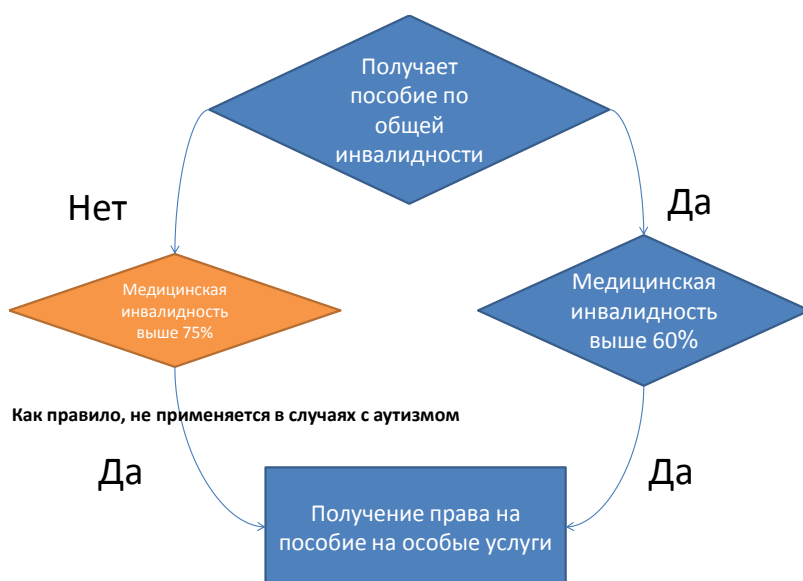 Получает
пособие по
общей
инвалидности
Нет
Да
Медицинская
инвалидность
выше 75%
Медицинская
инвалидность
выше 60%
Как правило, не применяется в случаях с аутизмом
Да
Да
Получение права на
пособие на особые услуги